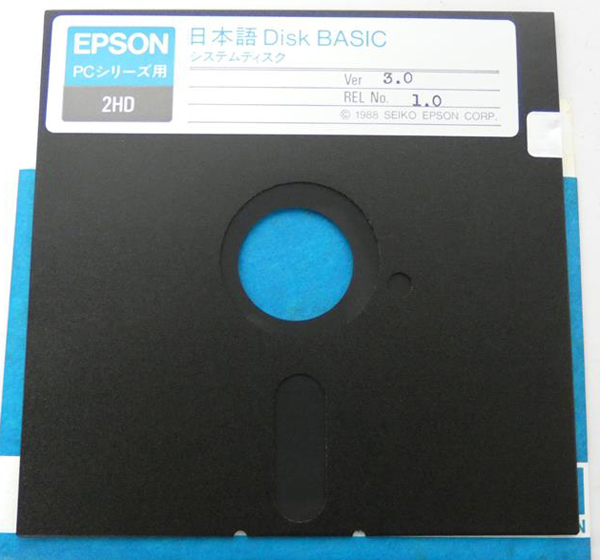 EPSON
PCシリーズ用
2HD
日本語 Disk BASIC
システムディスク
Ver 3.0
REL No. 1.0
© 1988 SEIKO EPSON CORP.
N